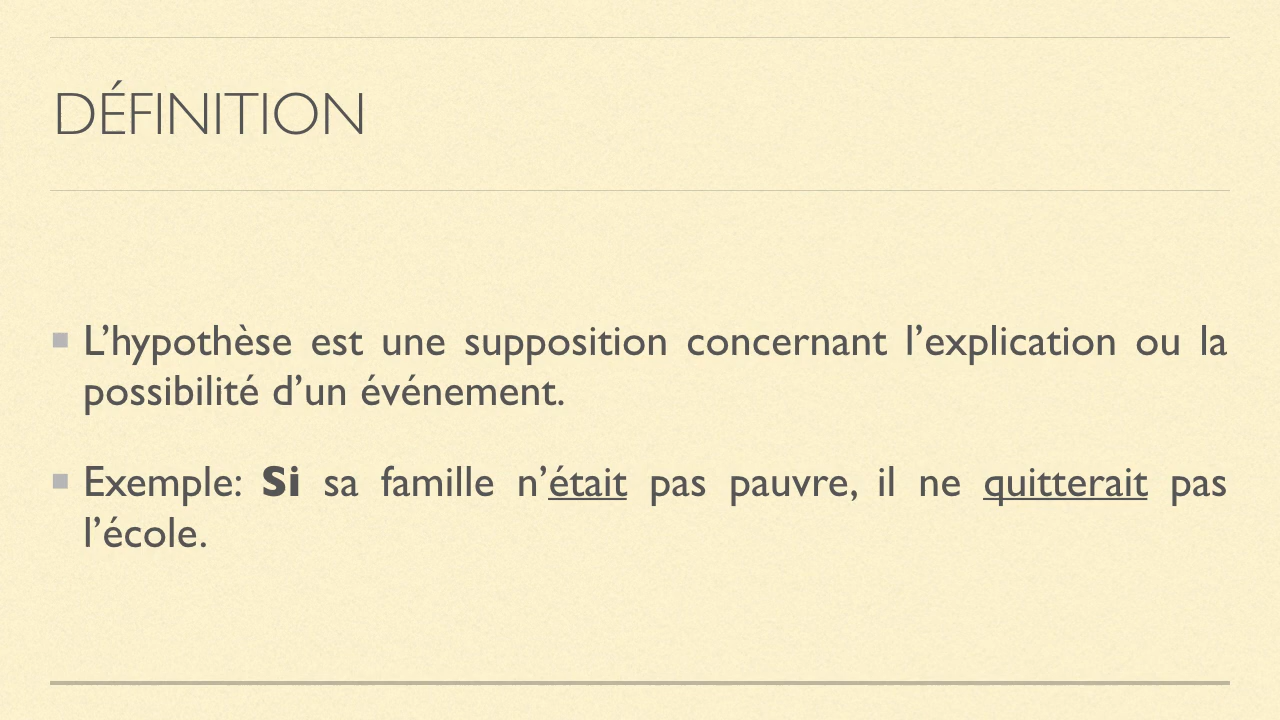 DÉFINITION
L’hypothèse est une supposition concernant l’explication ou la
possibilité d’un événement.
Exemple: Si sa famille n’était pas pauvre, il ne quitterait pas
l’école.